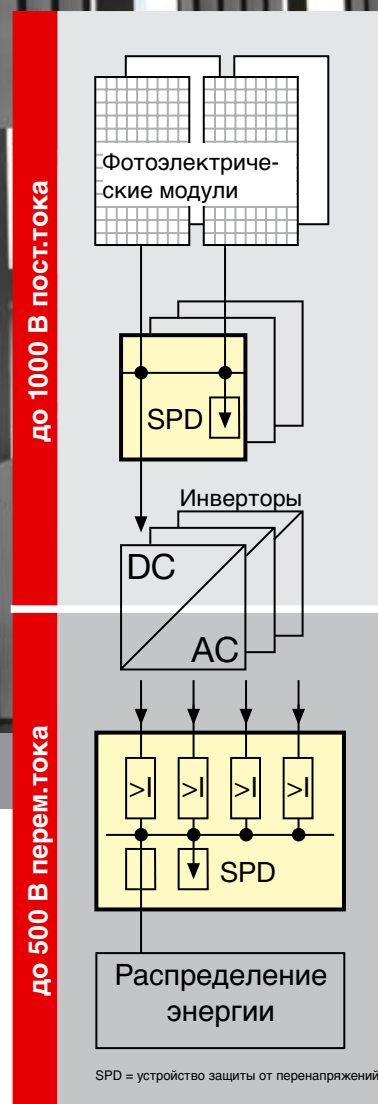 до 1000 В пост.тока
Фотоэлектриче-
ские модули
SPD
Инверторы
DC
AC
до 500 В перем.тока
>I
>I
>I
>I
SPD
Распределение
энергии
SPD = устройство защиты от перенапряжений